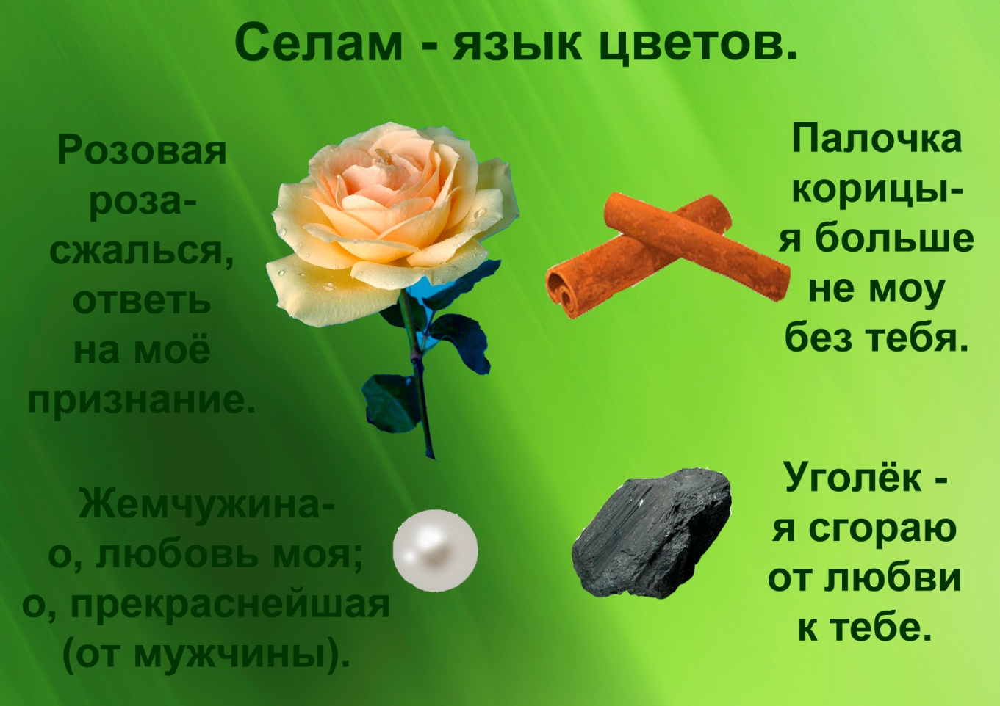 Селам - язык цветов.
Розовая
роза-
сжалься,
ответь
на моё
признание.
Палочка
корицы-
я больше
не моу
без тебя.
Жемчужина-
о, любовь моя;
о, прекраснейшая
(от мужчины).
Уголёк -
я сгораю
от любви
к тебе.